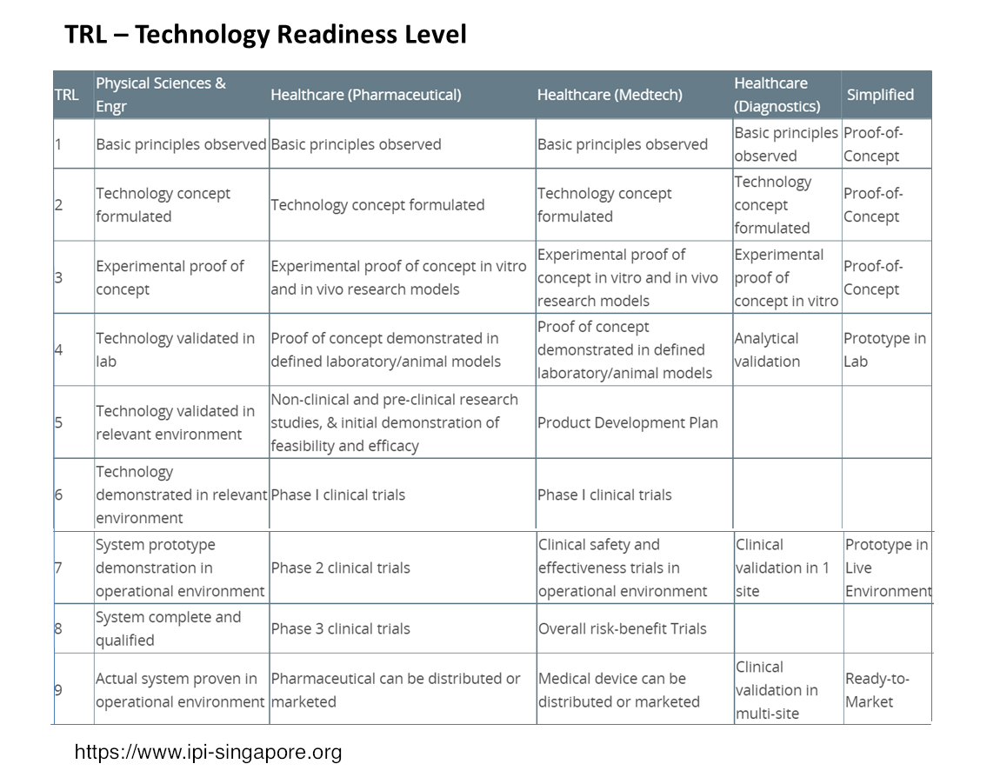 TRL – Technology Readiness Level
TRL
Physical Sciences &
Engr
Healthcare (Pharmaceutical)
Healthcare (Medtech)
Healthcare
(Diagnostics)
Simplified
1
Basic principles observed
Basic principles observed
Basic principles observed
Basic principles
observed
Proof-of-
Concept
2
Technology concept
formulated
Technology concept formulated
Technology concept
formulated
Technology
concept
formulated
Proof-of-
Concept
3
Experimental proof of
concept
Experimental proof of concept in vitro
and in vivo research models
Experimental proof of
concept in vitro and in vivo
research models
Experimental
proof of
concept in vitro
Proof-of-
Concept
4
Technology validated in
lab
Proof of concept demonstrated in
defined laboratory/animal models
Proof of concept
demonstrated in defined
laboratory/animal models
Analytical
validation
Prototype in
Lab
5
Technology validated in
relevant environment
Non-clinical and pre-clinical research
studies, & initial demonstration of
feasibility and efficacy
Product Development Plan
6
Technology
demonstrated in relevant
environment
Phase I clinical trials
Phase I clinical trials
7
System prototype
demonstration in
operational environment
Phase 2 clinical trials
Clinical safety and
effectiveness trials in
operational environment
Clinical
validation in 1
site
Prototype in
Live
Environment
8
System complete and
qualified
Phase 3 clinical trials
Overall risk-benefit Trials
9
Actual system proven in
operational environment
Pharmaceutical can be distributed or
marketed
Medical device can be
distributed or marketed
Clinical
validation in
multi-site
Ready-to-
Market
https://www.ipi-singapore.org